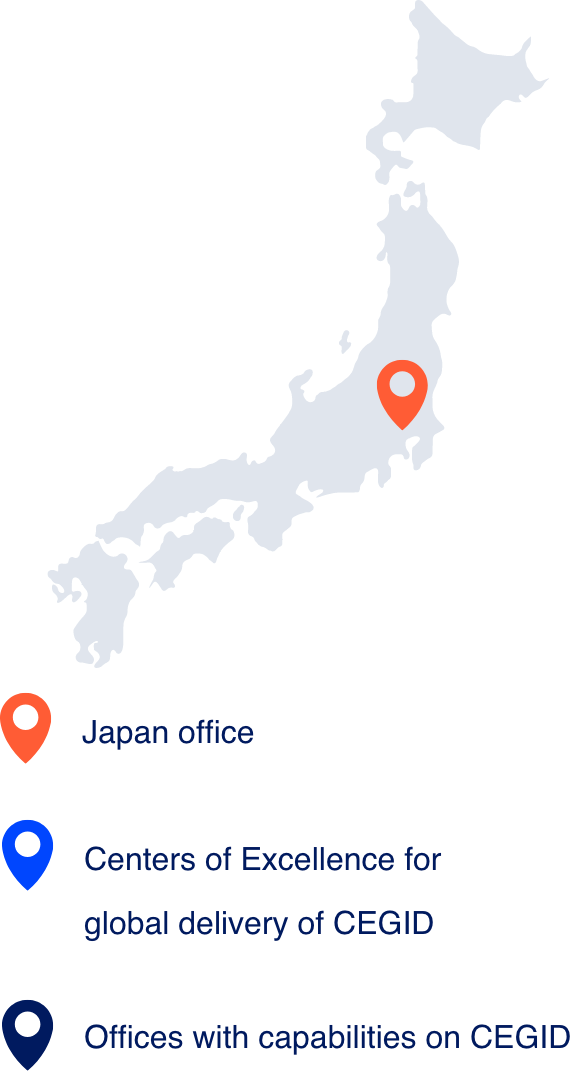 Japan office
Centers of Excellence for
global delivery of CEGID
Offices with capabilities on CEGID